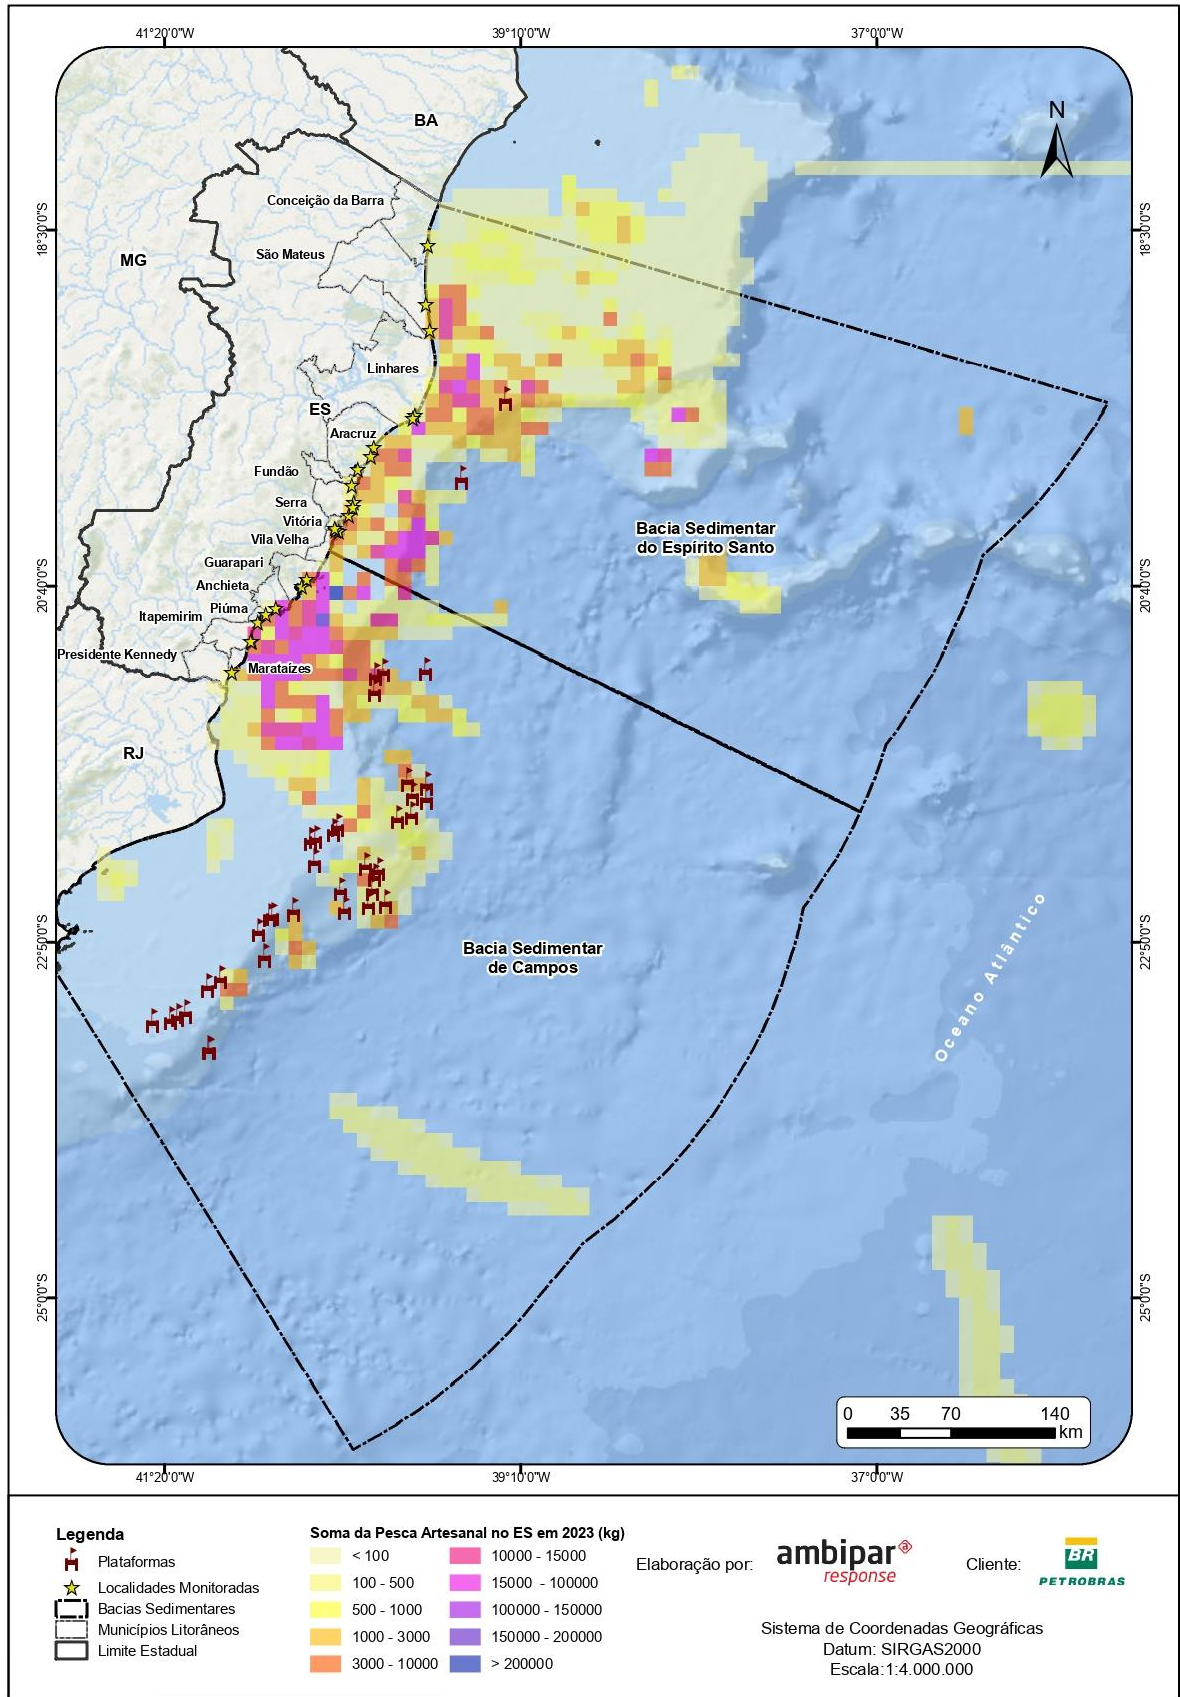 41°20'0"W
39°10'0"W
37°0'0"W
N
BA
Conceição da Barra
18°30'0"S
18°30'0"S
São Mateus
MG
Linhares
ES
Aracruz
Fundão
Serra
Vitória
Vila Velha
Bacia Sedimentar
do Espírito Santo
Guarapari
20°40'0"S
20°40'0"S
Anchieta
Piúma
Itapemirim
Presidente Kennedy
Marataízes
RJ
22°50'0"S
22°50'0"S
Bacia Sedimentar
de Campos
Oceano Atlântico
25°0'0"S
25°0'0"S
0 35 70 140
km
41°20'0"W
39°10'0"W
37°0'0"W
Legenda
Plataformas
Localidades Monitoradas
Bacias Sedimentares
Municípios Litorâneos
Limite Estadual
Soma da Pesca Artesanal no ES em 2023 (kg)
< 100
100 - 500
500 - 1000
1000 - 3000
3000 - 10000
10000 - 15000
15000 - 100000
100000 - 150000
150000 - 200000
> 200000
Elaboração por:
ambipar
response
Cliente:
BR
PETROBRAS
Sistema de Coordenadas Geográficas
Datum: SIRGAS2000
Escala:1:4.000.000